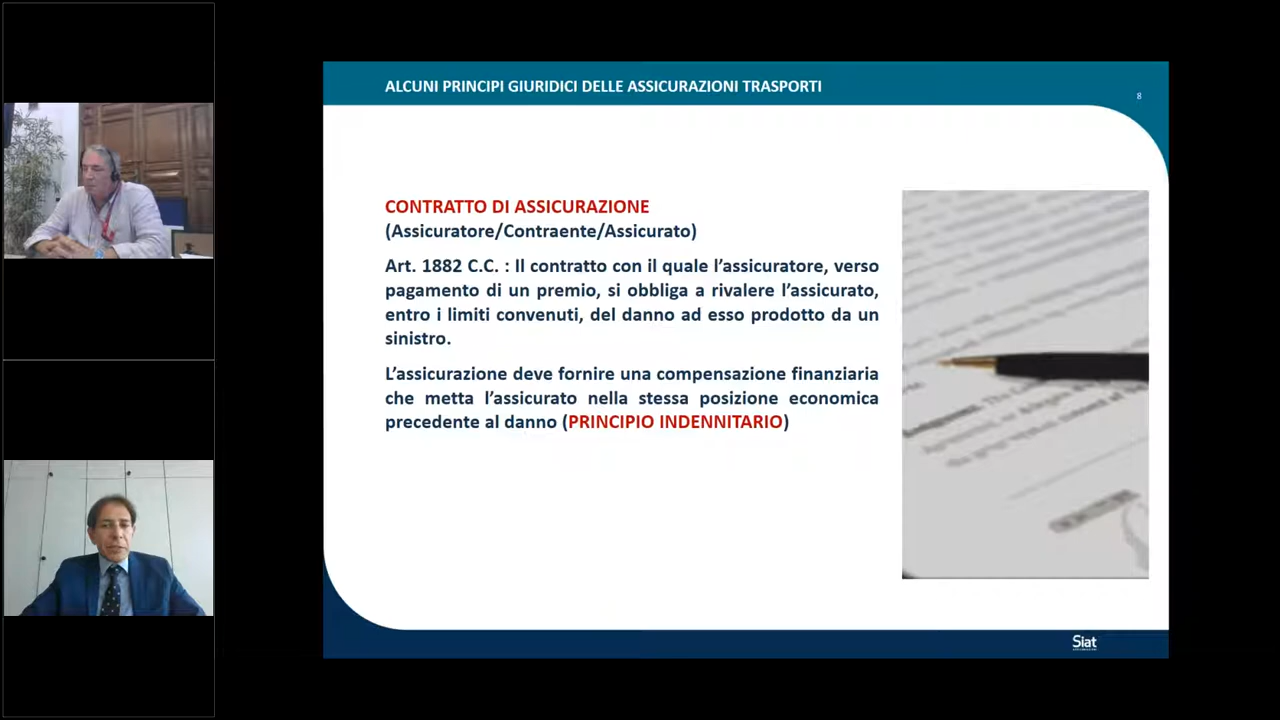 ALCUNI PRINCIPI GIURIDICI DELLE ASSICURAZIONI TRASPORTI
8
CONTRATTO DI ASSICURAZIONE
(Assicuratore/Contraente/Assicurato)
Art. 1882 C.C. : Il contratto con il quale l’assicuratore, verso
pagamento di un premio, si obbliga a rivalere l’assicurato,
entro i limiti convenuti, del danno ad esso prodotto da un
sinistro.
L’assicurazione deve fornire una compensazione finanziaria
che metta l’assicurato nella stessa posizione economica
precedente al danno (PRINCIPIO INDENNITARIO)
Siat